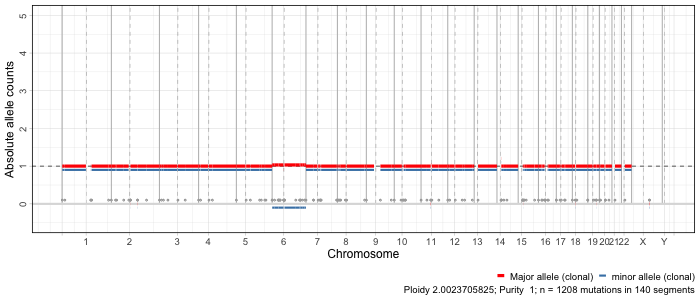 Absolute allele counts
5
4
3
2
1
0
1 2 3 4 5 6 7 8 9 10 11 12 13 14 15 16 17 18 19 20 21 22 X Y
Chromosome
Major allele (clonal) minor allele (clonal)
Ploidy 2.0023705825; Purity 1; n = 1208 mutations in 140 segments